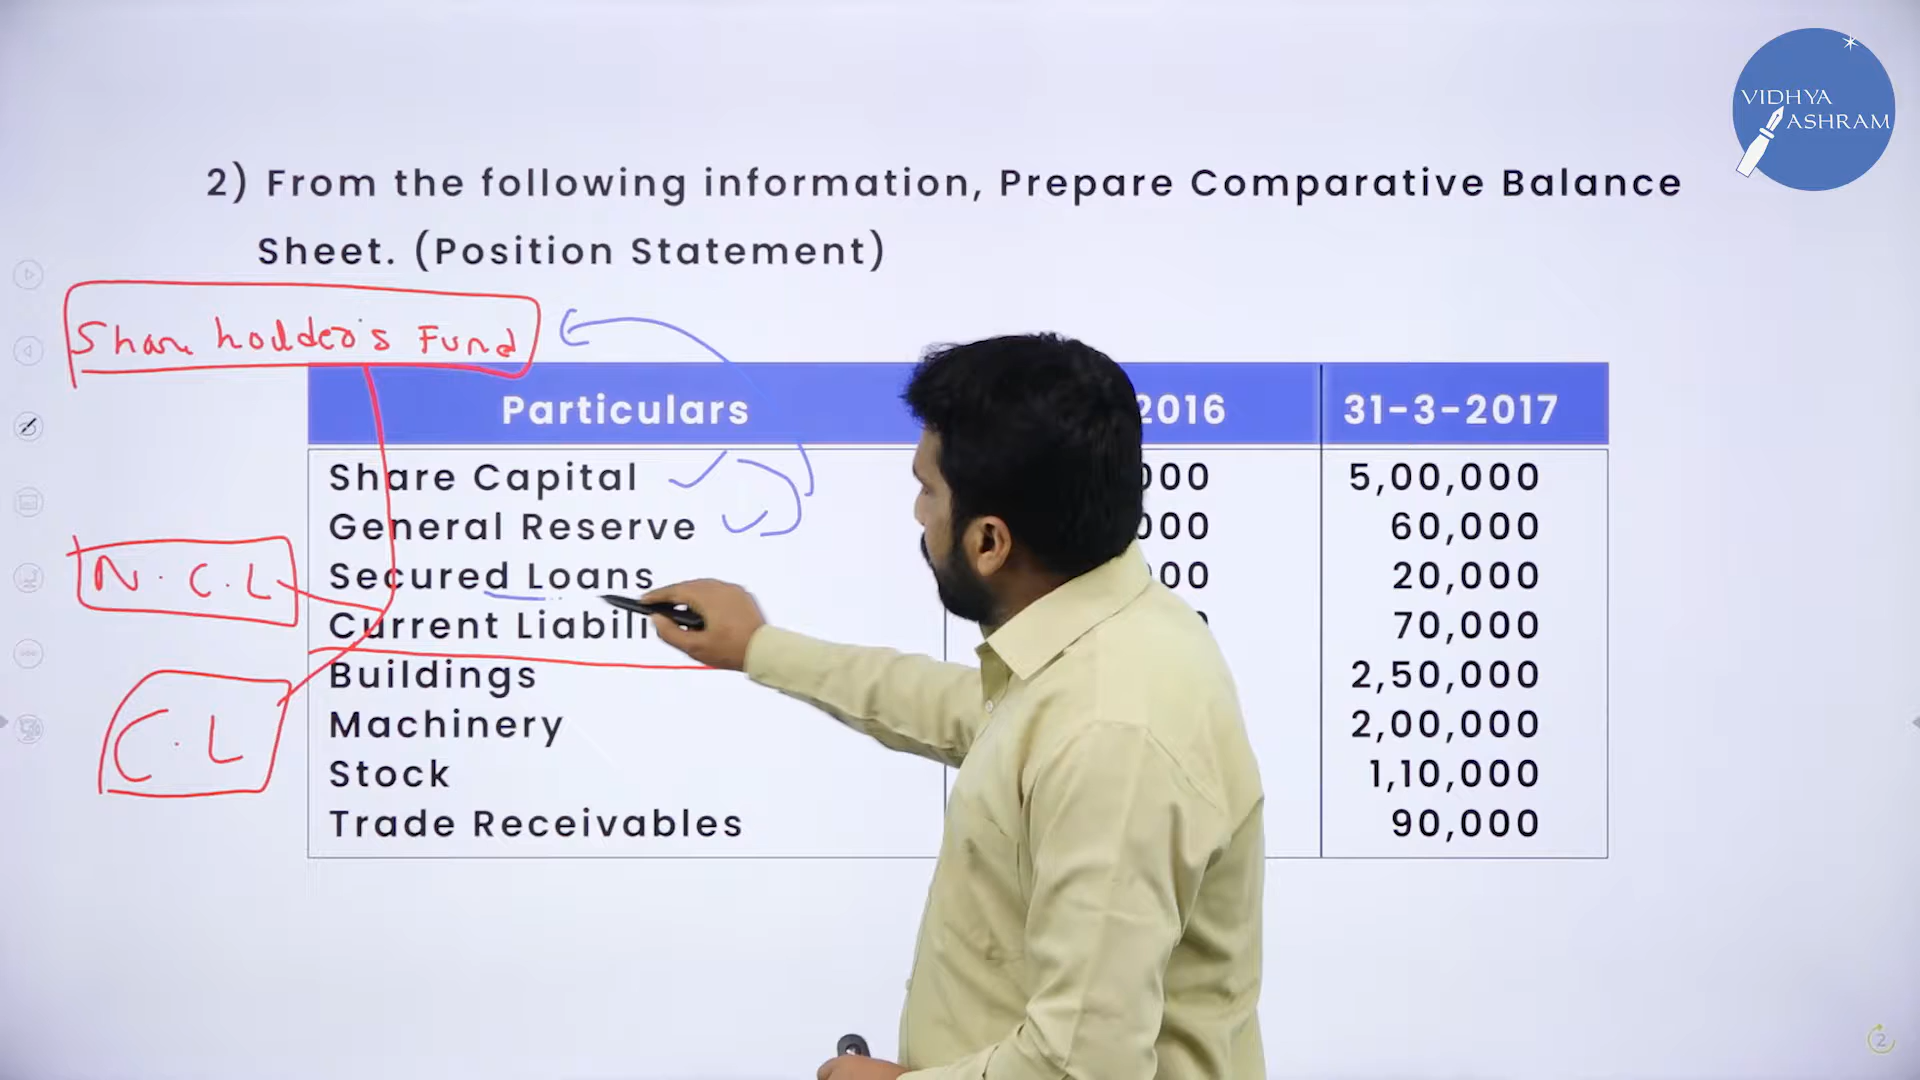 VIDHYA
ASHRAM
2) From the following information, Prepare Comparative Balance
Sheet. (Position Statement)
Share holder's Fund
Particulars 2016 31-3-2017
Share Capital 000 5,00,000
General Reserve 000 60,000
N.C.L Secured Loans 00 20,000
Current Liabili 70,000
Buildings 2,50,000
C.L Machinery 2,00,000
Stock 1,10,000
Trade Receivables 90,000
2